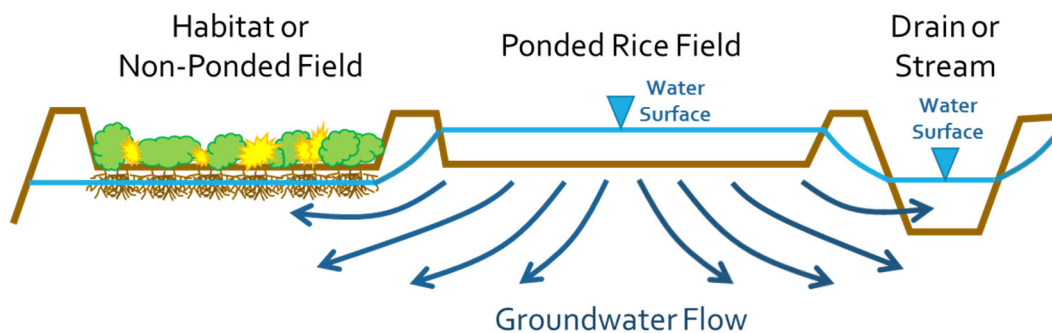 Habitat or
Non-Ponded Field
Ponded Rice Field
Drain or
Stream
Water
Surface
Water
Surface
Groundwater Flow